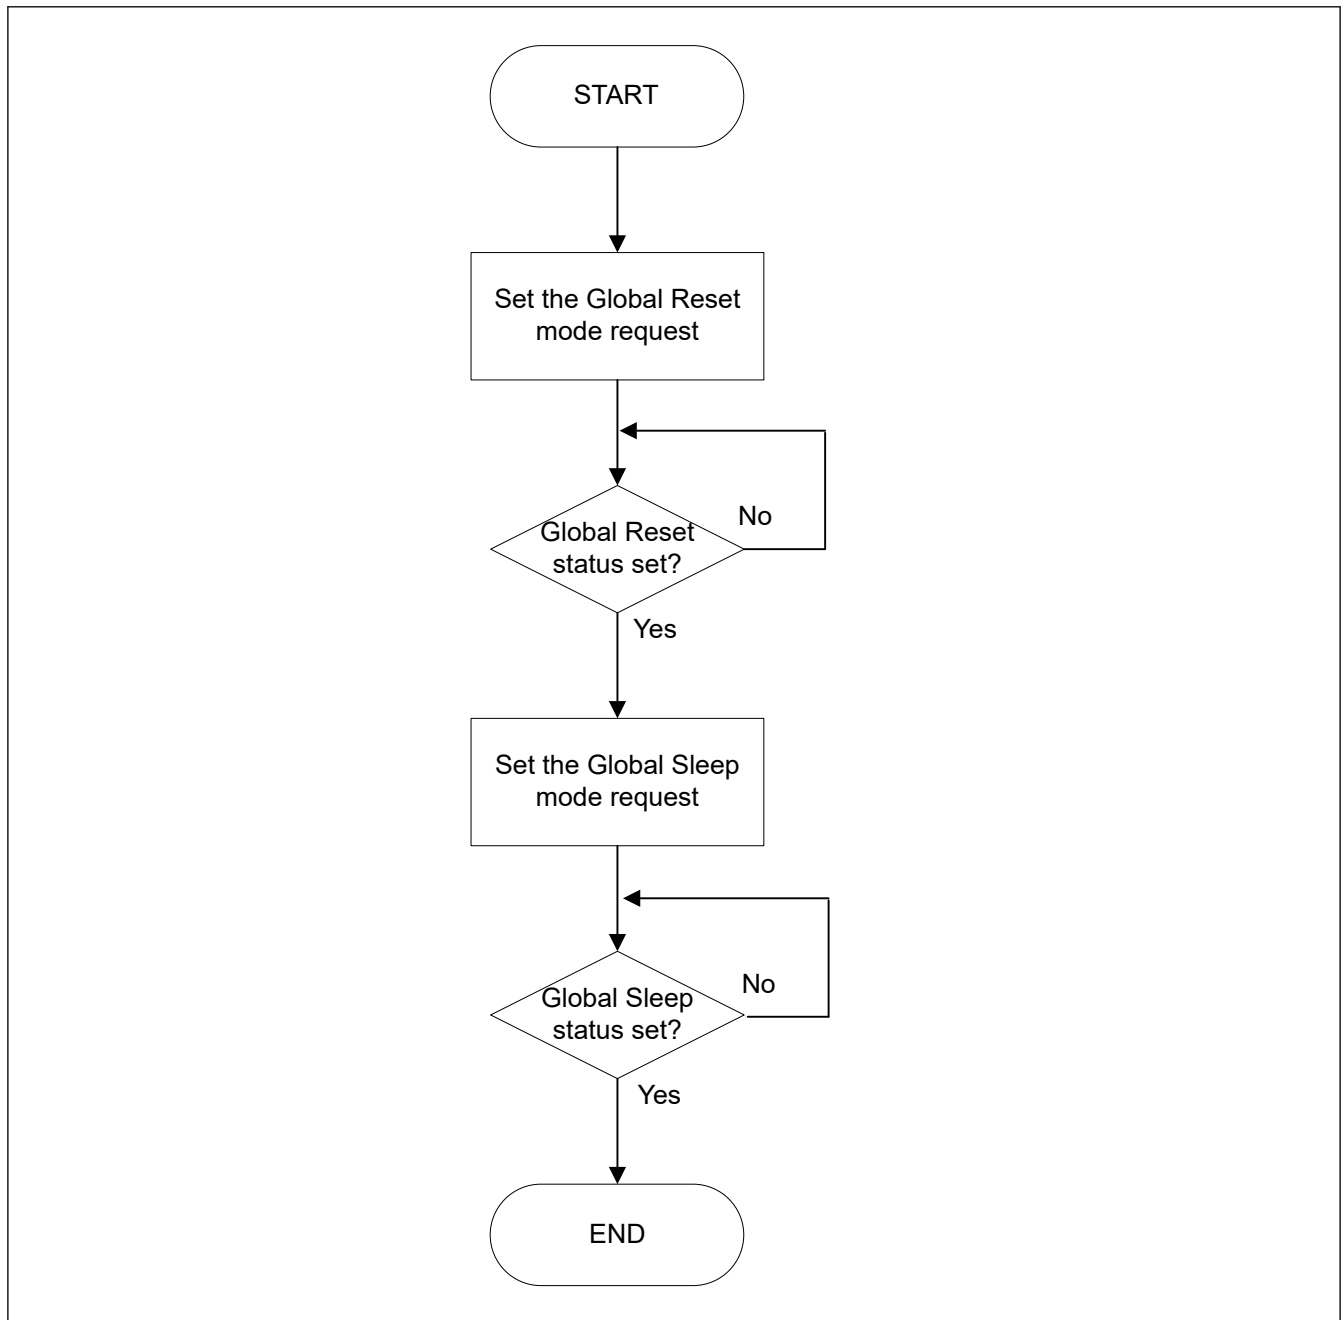 START
Set the Global Reset
mode request
No
Global Reset
status set?
Yes
Set the Global Sleep
mode request
No
Global Sleep
status set?
Yes
END